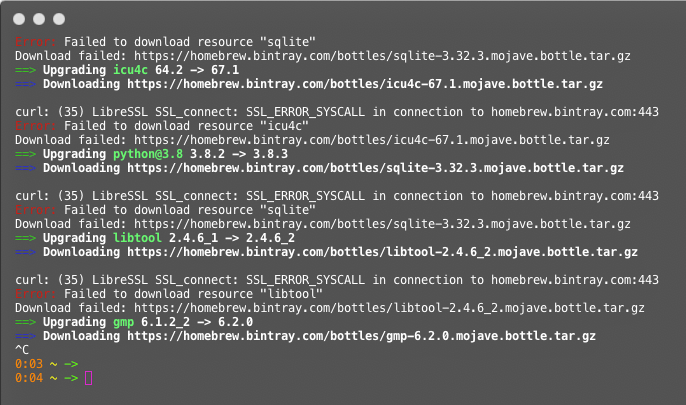 Error: Failed to download resource "sqlite"
Download failed: https://homebrew.bintray.com/bottles/sqlite-3.32.3.mojave.bottle.tar.gz
==> Upgrading icu4c 64.2 -> 67.1
==> Downloading https://homebrew.bintray.com/bottles/icu4c-67.1.mojave.bottle.tar.gz
curl: (35) LibreSSL SSL_connect: SSL_ERROR_SYSCALL in connection to homebrew.bintray.com:443
Error: Failed to download resource "icu4c"
Download failed: https://homebrew.bintray.com/bottles/icu4c-67.1.mojave.bottle.tar.gz
==> Upgrading python@3.8 3.8.2 -> 3.8.3
==> Downloading https://homebrew.bintray.com/bottles/sqlite-3.32.3.mojave.bottle.tar.gz
curl: (35) LibreSSL SSL_connect: SSL_ERROR_SYSCALL in connection to homebrew.bintray.com:443
Error: Failed to download resource "sqlite"
Download failed: https://homebrew.bintray.com/bottles/sqlite-3.32.3.mojave.bottle.tar.gz
==> Upgrading libtool 2.4.6_1 -> 2.4.6_2
==> Downloading https://homebrew.bintray.com/bottles/libtool-2.4.6_2.mojave.bottle.tar.gz
curl: (35) LibreSSL SSL_connect: SSL_ERROR_SYSCALL in connection to homebrew.bintray.com:443
Error: Failed to download resource "libtool"
Download failed: https://homebrew.bintray.com/bottles/libtool-2.4.6_2.mojave.bottle.tar.gz
==> Upgrading gmp 6.1.2_2 -> 6.2.0
==> Downloading https://homebrew.bintray.com/bottles/gmp-6.2.0.mojave.bottle.tar.gz
^C
0:03 ~ ->
0:04 ~ ->